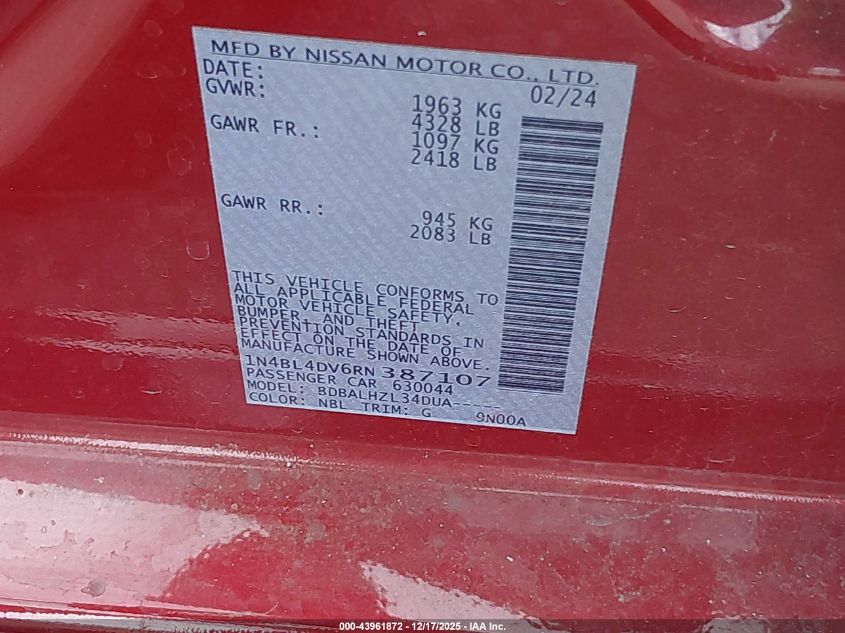 MFD BY NISSAN MOTOR CO., LTD.
DATE: 02/24
GVWR: 1963 KG
4328 LB
GAWR FR.: 1097 KG
2418 LB
GAWR RR.: 945 KG
2083 LB
THIS VEHICLE CONFORMS TO
ALL APPLICABLE FEDERAL
MOTOR VEHICLE SAFETY,
BUMPER, AND THEFT
PREVENTION STANDARDS IN
EFFECT ON THE DATE OF
MANUFACTURE SHOWN ABOVE.
1N4BL4DV6RN387107
PASSENGER CAR 630044
MODEL: BDBALHZL34DUA-----
COLOR: NBL TRIM: G 9N00A
000-43961872 - 12/17/2025 - IAA Inc.